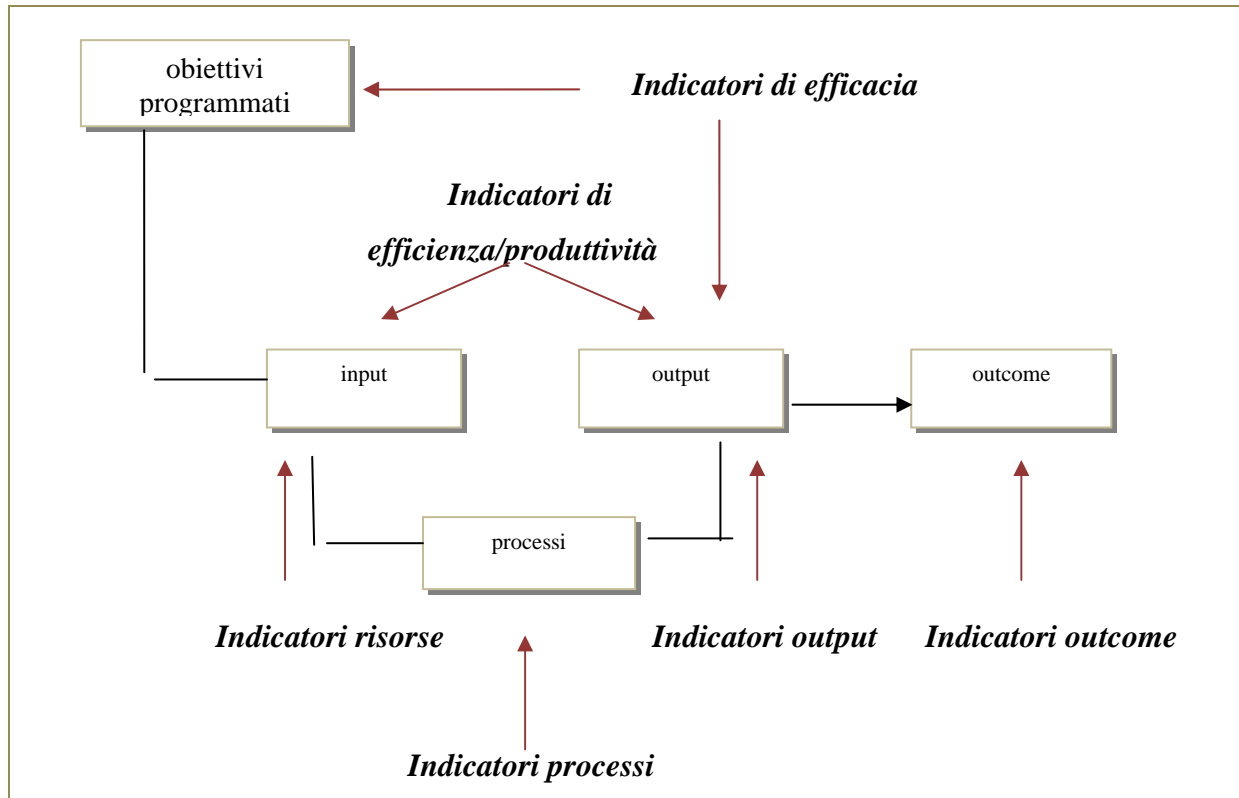 obiettivi
programmati
Indicatori di efficacia
Indicatori di
efficienza/produttività
input
output
outcome
processi
Indicatori risorse
Indicatori output
Indicatori outcome
Indicatori processi